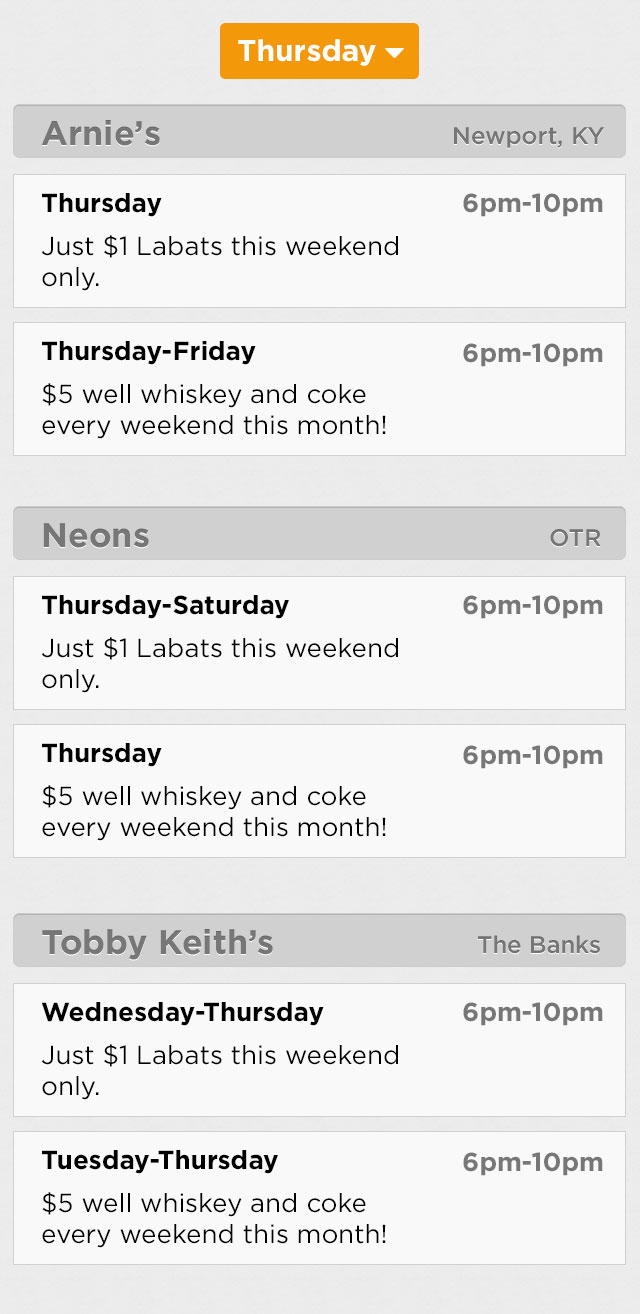 Thursday
Arnie’s Newport, KY
Thursday 6pm-10pm
Just $1 Labats this weekend
only.
Thursday-Friday 6pm-10pm
$5 well whiskey and coke
every weekend this month!
Neons OTR
Thursday-Saturday 6pm-10pm
Just $1 Labats this weekend
only.
Thursday 6pm-10pm
$5 well whiskey and coke
every weekend this month!
Tobby Keith’s The Banks
Wednesday-Thursday 6pm-10pm
Just $1 Labats this weekend
only.
Tuesday-Thursday 6pm-10pm
$5 well whiskey and coke
every weekend this month!